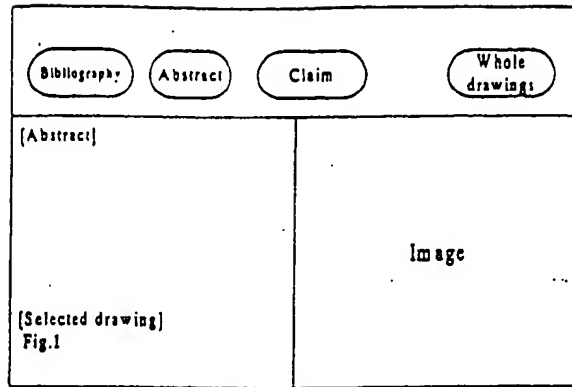 Bibliography
Abstract
Claim
Whole
drawings
[Abstract]
Image
[Selected drawing]
Fig.1